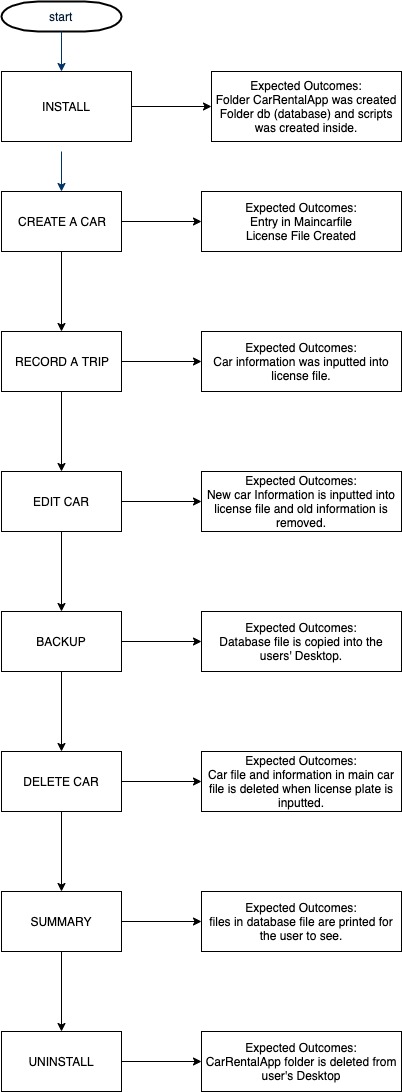 start
INSTALL
Expected Outcomes:
Folder CarRentalApp was created
Folder db (database) and scripts
was created inside.
CREATE A CAR
Expected Outcomes:
Entry in Maincarfile
License File Created
RECORD A TRIP
Expected Outcomes:
Car information was inputted into
license file.
EDIT CAR
Expected Outcomes:
New car Information is inputted into
license file and old information is
removed.
BACKUP
Expected Outcomes:
Database file is copied into the
users' Desktop.
DELETE CAR
Expected Outcomes:
Car file and information in main car
file is deleted when license plate is
inputted.
SUMMARY
Expected Outcomes:
files in database file are printed for
the user to see.
UNINSTALL
Expected Outcomes:
CarRentalApp folder is deleted from
user's Desktop